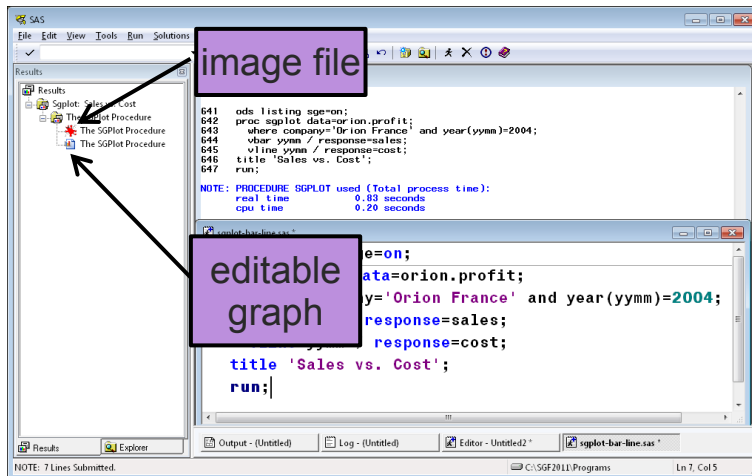 SAS
File Edit View Tools Run Solutions
image file
Results
Results
Sgplot: Sales vs. Cost
The SGPlot Procedure
The SGPlot Procedure
The SGPlot Procedure
641 ods listing sge=on;
642 proc sgplot data=orion.profit;
643 where company='Orion France' and year(yymm)=2004;
644 vbar yymm / response=sales;
645 vline yymm / response=cost;
646 title 'Sales vs. Cost';
647 run;
NOTE: PROCEDURE SGPLOT used (Total process time):
real time 0.83 seconds
cpu time 0.20 seconds
sgplot-bar-line.sas *
editable
graph
=on;
data=orion.profit;
'Orion France' and year(yymm)=2004;
response=sales;
response=cost;
title 'Sales vs. Cost';
run;
Results Explorer
Output - (Untitled) Log - (Untitled) Editor - Untitled2 * sgplot-bar-line.sas *
NOTE: 7 Lines Submitted. C:\SGF2011\Programs Ln 7, Col 5